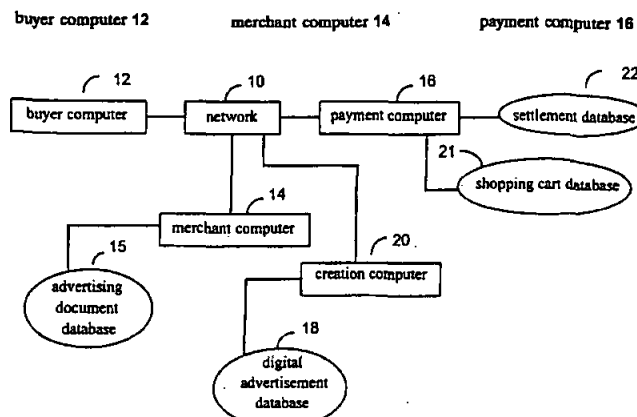 buyer computer 12 merchant computer 14 payment computer 16
12 10 16 22
buyer computer network payment computer settlement database
21
shopping cart database
14
merchant computer
20
15
creation computer
advertising
document
database
18
digital
advertisement
database